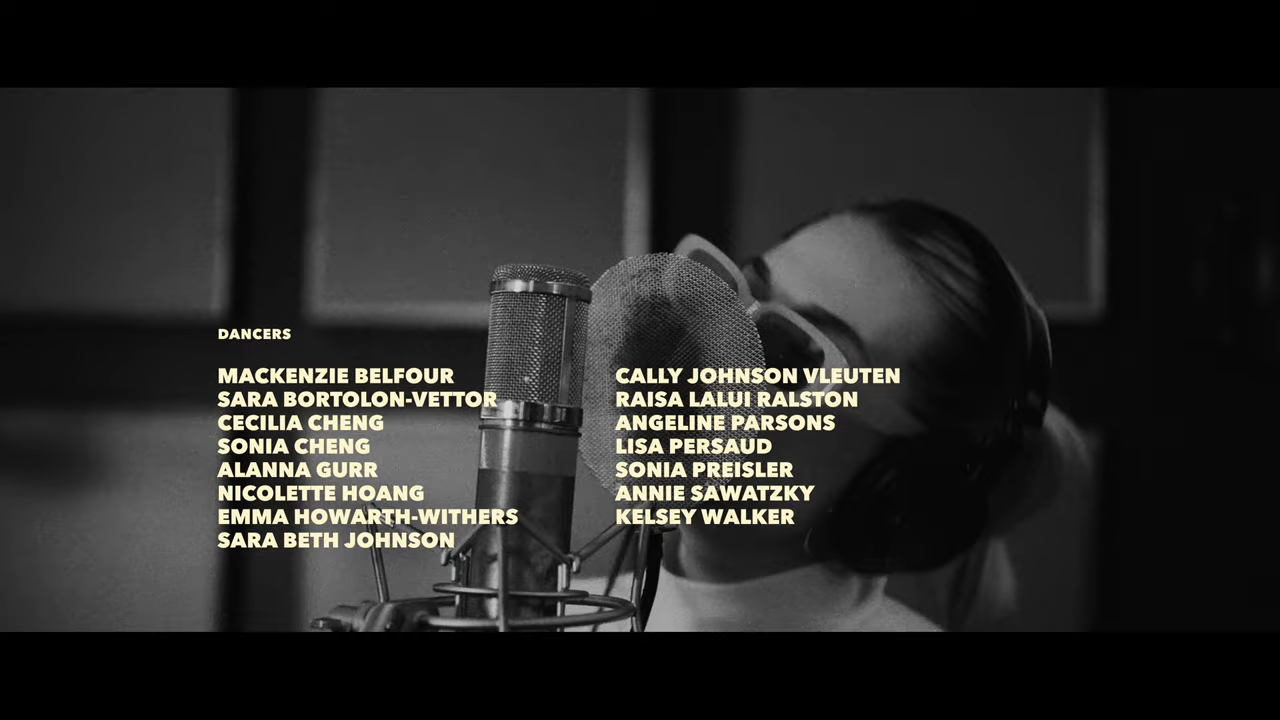 DANCERS
MACKENZIE BELFOUR
SARA BORTOLON-VETTOR
CECILIA CHENG
SONIA CHENG
ALANNA GURR
NICOLETTE HOANG
EMMA HOWARTH-WITHERS
SARA BETH JOHNSON
CALLY JOHNSON VLEUTEN
RAISA LALUI RALSTON
ANGELINE PARSONS
LISA PERSAUD
SONIA PREISLER
ANNIE SAWATZKY
KELSEY WALKER